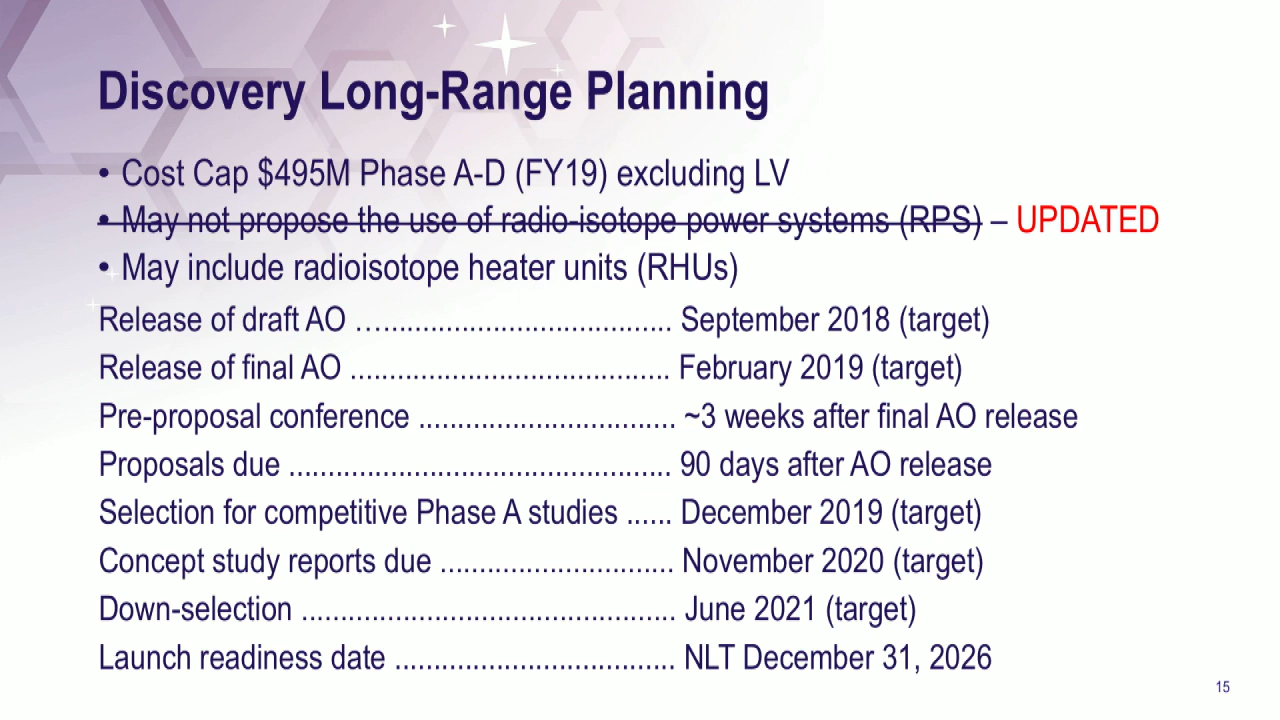 Discovery Long-Range Planning
• Cost Cap $495M Phase A-D (FY19) excluding LV
• May not propose the use of radio-isotope power systems (RPS) – UPDATED
• May include radioisotope heater units (RHUs)
Release of draft AO ….................................... September 2018 (target)
Release of final AO ......................................... February 2019 (target)
Pre-proposal conference ................................. ~3 weeks after final AO release
Proposals due ................................................. 90 days after AO release
Selection for competitive Phase A studies ...... December 2019 (target)
Concept study reports due .............................. November 2020 (target)
Down-selection ................................................ June 2021 (target)
Launch readiness date .................................... NLT December 31, 2026
15